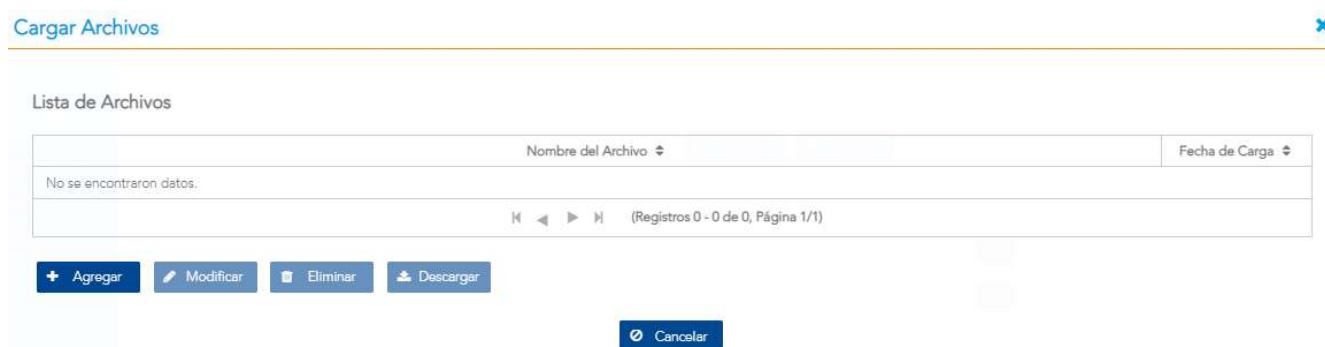 Cargar Archivos
Lista de Archivos
Nombre del Archivo Fecha de Carga
No se encontraron datos.
(Registros 0 - 0 de 0, Página 1/1)
Agregar Modificar Eliminar Descargar
Cancelar